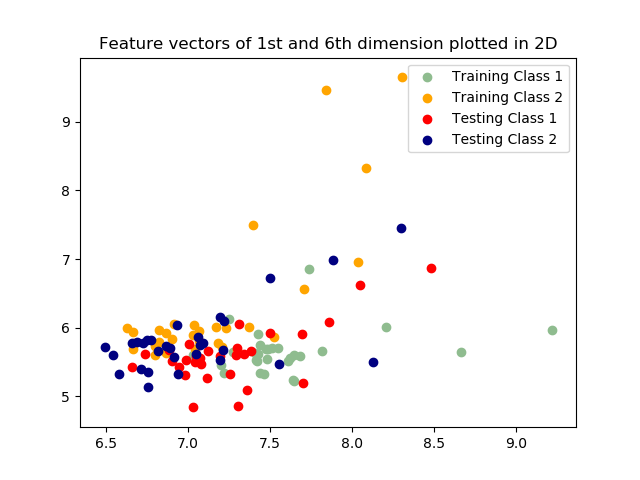 Feature vectors of 1st and 6th dimension plotted in 2D
Training Class 1
Training Class 2
Testing Class 1
Testing Class 2
9
8
7
6
5
6.5 7.0 7.5 8.0 8.5 9.0